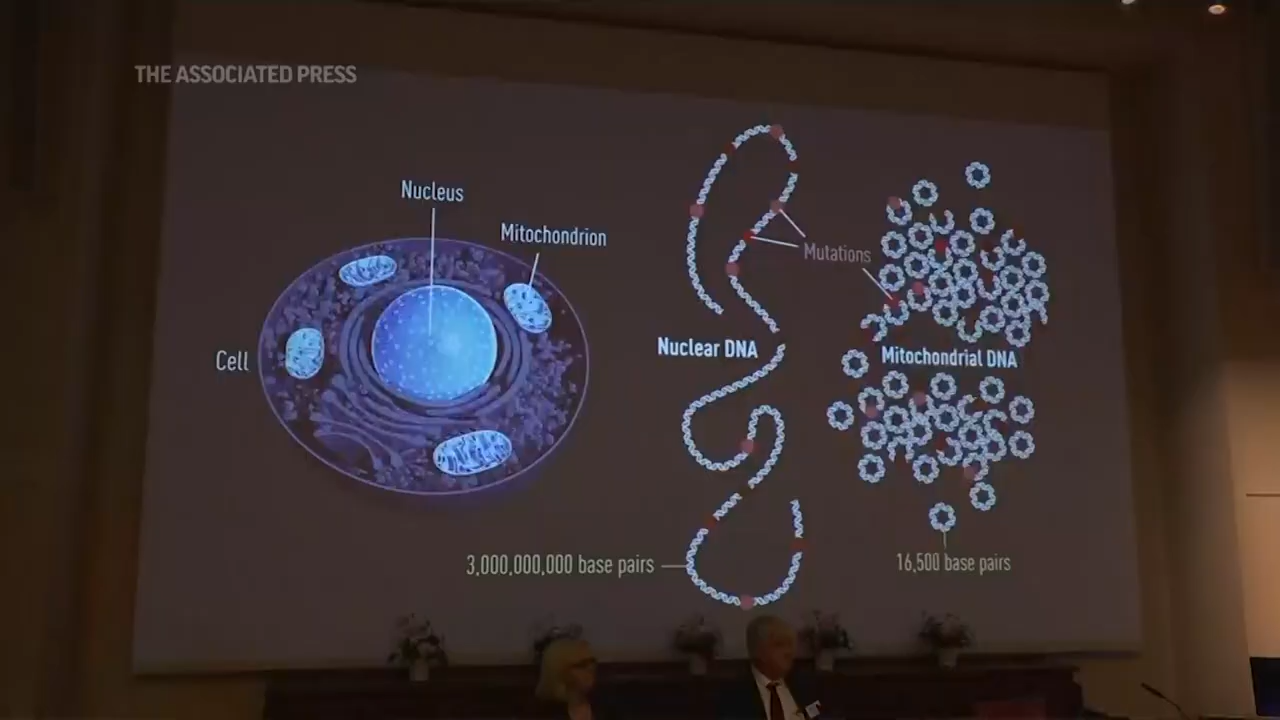 THE ASSOCIATED PRESS
Nucleus
Mitochondrion
Cell
Mutations
Nuclear DNA
Mitochondrial DNA
3,000,000,000 base pairs
16,500 base pairs